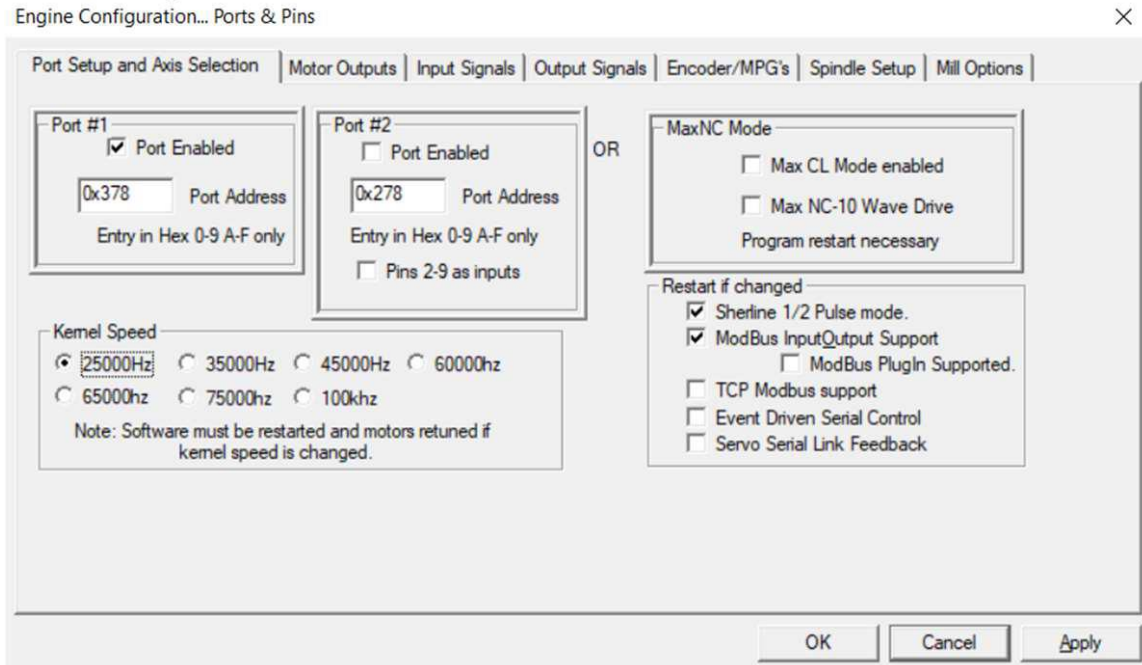 Engine Configuration... Ports & Pins
Port Setup and Axis Selection
Motor Outputs
Input Signals
Output Signals
Encoder/MPG's
Spindle Setup
Mill Options
Port #1
Port Enabled
0x378
Port Address
Entry in Hex 0-9 A-F only
Port #2
Port Enabled
0x278
Port Address
Entry in Hex 0-9 A-F only
Pins 2-9 as inputs
OR
MaxNC Mode
Max CL Mode enabled
Max NC-10 Wave Drive
Program restart necessary
Restart if changed
Sherline 1/2 Pulse mode.
ModBus InputOutput Support
ModBus PlugIn Supported.
TCP Modbus support
Event Driven Serial Control
Servo Serial Link Feedback
Kernel Speed
25000Hz
35000Hz
45000Hz
60000hz
65000hz
75000hz
100khz
Note: Software must be restarted and motors retuned if
kernel speed is changed.
OK
Cancel
Apply